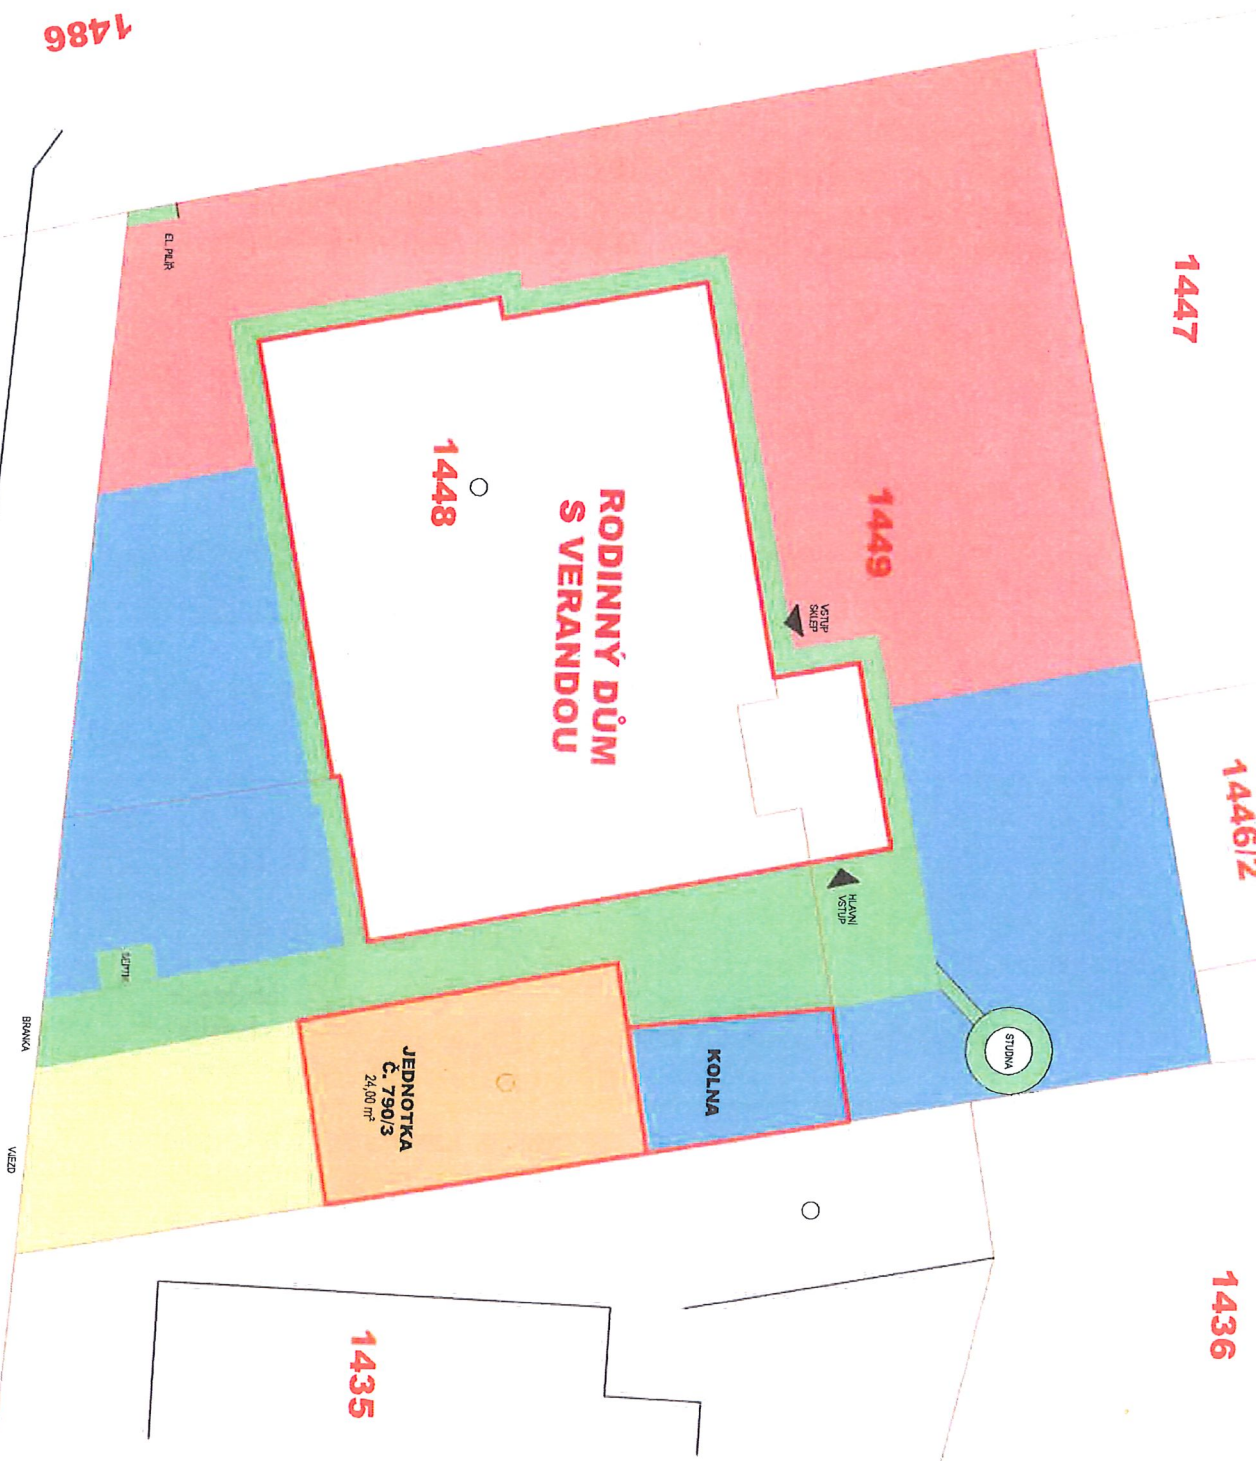 1486
1447
EL. PILÍŘ
1448
RODINNÝ DŮM
S VERANDOU
1449
VSTUP
SKLEP
1446/2
HLAVNÍ
VSTUP
SEPTIK
STUDNA
BRANKA
KOLNA
JEDNOTKA
Č. 790/3
24,00 m²
VJEZD
1436
1435